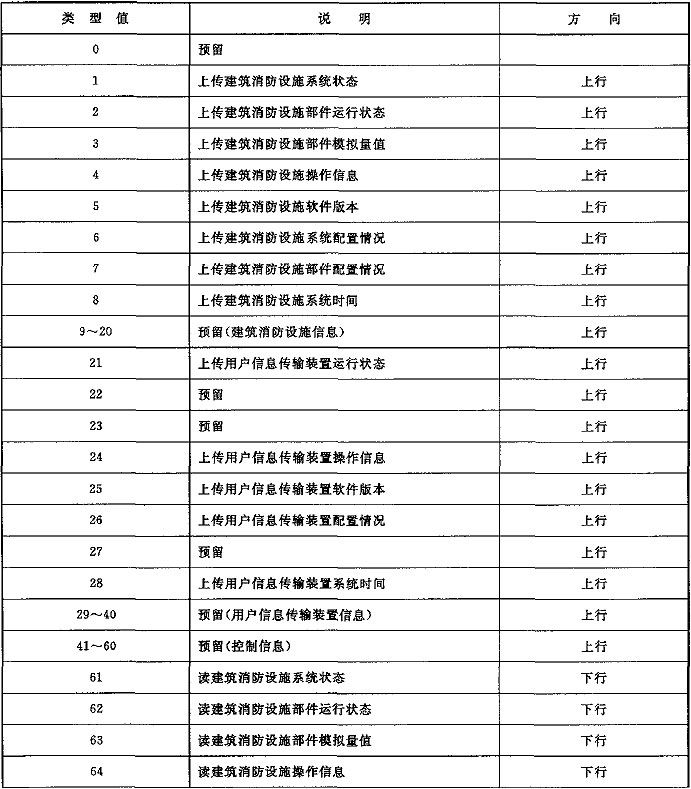 类型值 说明 方向
0 预留
1 上传建筑消防设施系统状态 上行
2 上传建筑消防设施部件运行状态 上行
3 上传建筑消防设施部件模拟量值 上行
4 上传建筑消防设施操作信息 上行
5 上传建筑消防设施软件版本 上行
6 上传建筑消防设施系统配置情况 上行
7 上传建筑消防设施部件配置情况 上行
8 上传建筑消防设施系统时间 上行
9～20 预留(建筑消防设施信息) 上行
21 上传用户信息传输装置运行状态 上行
22 预留 上行
23 预留 上行
24 上传用户信息传输装置操作信息 上行
25 上传用户信息传输装置软件版本 上行
26 上传用户信息传输装置配置情况 上行
27 预留 上行
28 上传用户信息传输装置系统时间 上行
29～40 预留(用户信息传输装置信息) 上行
41～60 预留(控制信息) 上行
61 读建筑消防设施系统状态 下行
62 读建筑消防设施部件运行状态 下行
63 读建筑消防设施部件模拟量值 下行
64 读建筑消防设施操作信息 下行